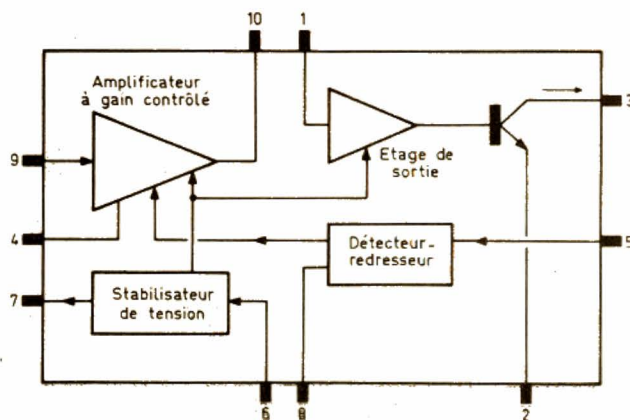 10
1
Amplificateur
à gain contrôlé
3
9
Etage de
sortie
4
Détecteur-
redresseur
5
7
Stabilisateur
de tension
6
8
2